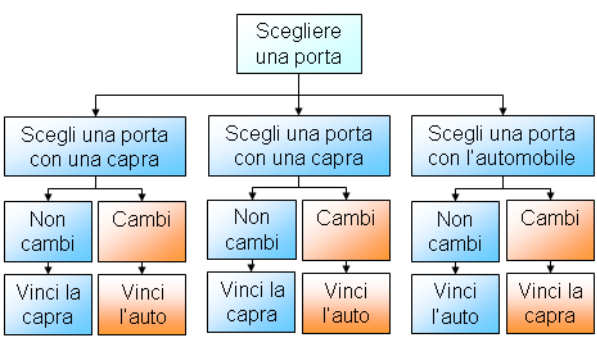 Scegliere
una porta
Scegli una porta
con una capra
Scegli una porta
con una capra
Scegli una porta
con l'automobile
Non
cambi
Cambi
Non
cambi
Cambi
Non
cambi
Cambi
Vinci la
capra
Vinci
l'auto
Vinci la
capra
Vinci
l'auto
Vinci
l'auto
Vinci la
capra